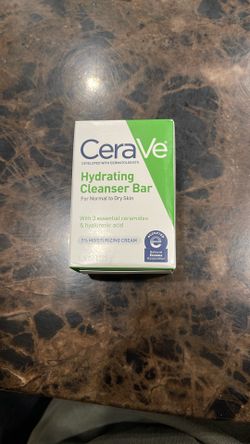 CeraVe
DEVELOPED WITH DERMATOLOGISTS
Hydrating
Cleanser Bar
For Normal to Dry Skin
With 3 essential ceramides
& hyaluronic acid
5% MOISTURIZING CREAM
e